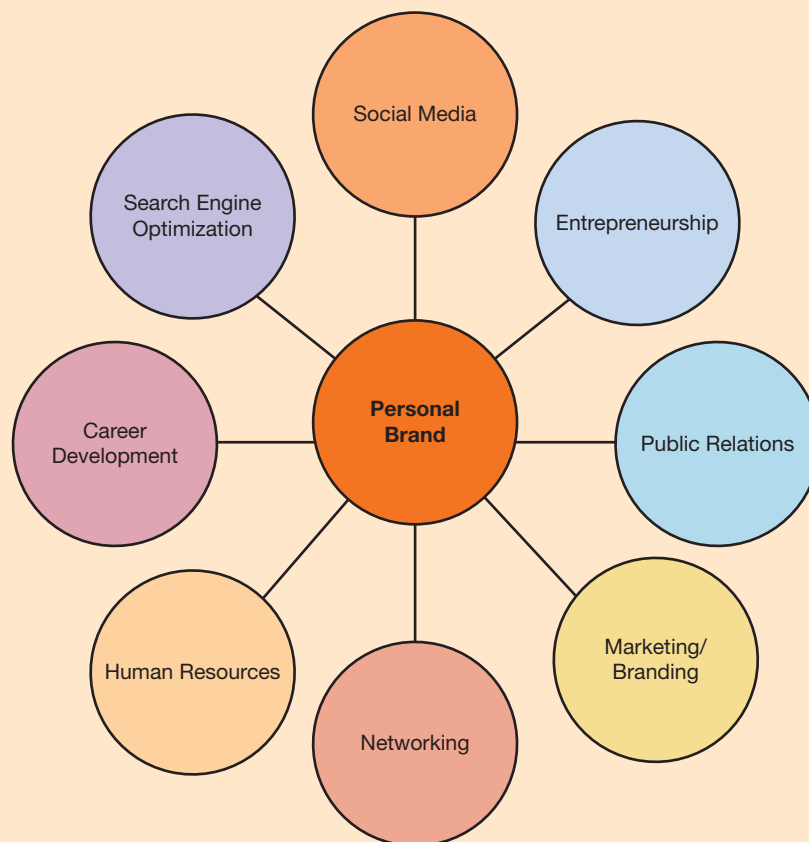 Social Media
Search Engine
Optimization
Entrepreneurship
Personal
Brand
Career
Development
Public Relations
Human Resources
Marketing/
Branding
Networking